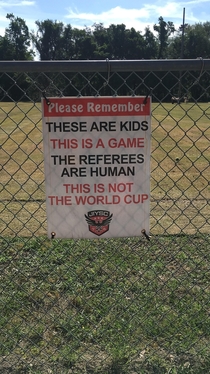 Please Remember
THESE ARE KIDS
THIS IS A GAME
THE REFEREES
ARE HUMAN
THIS IS NOT
THE WORLD CUP